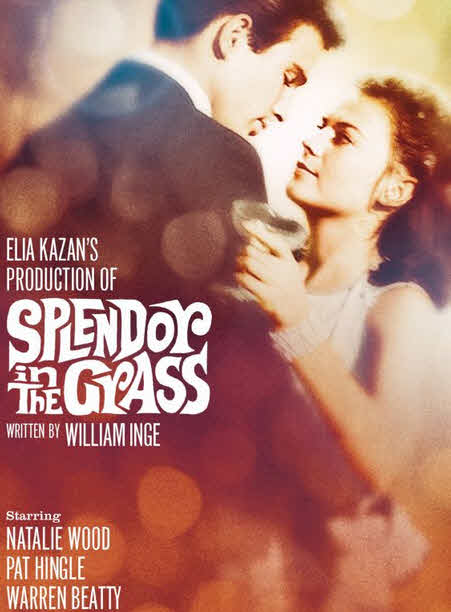 ELIA KAZAN'S
PRODUCTION OF
SPLENDOR
in
THE GRASS
WRITTEN BY WILLIAM INGE
Starring
NATALIE WOOD
PAT HINGLE
WARREN BEATTY